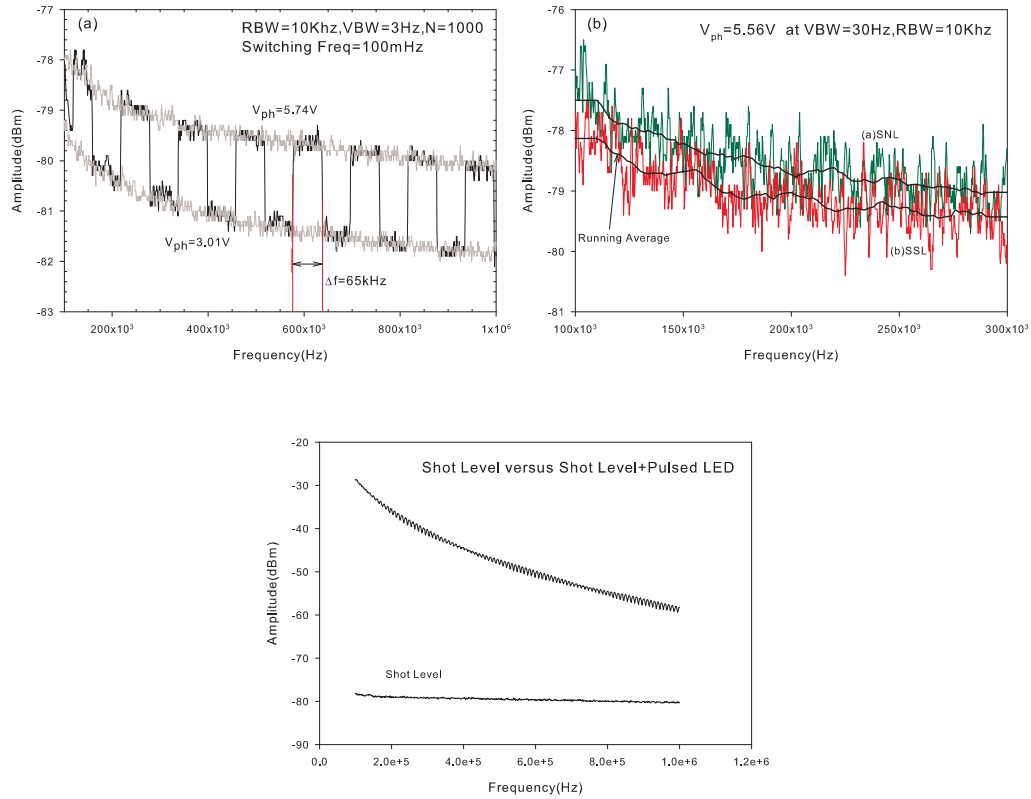 (a)
RBW=10Khz,VBW=3Hz,N=1000
Switching Freq=100mHz
Vph=5.74V
Vph=3.01V
Δf=65kHz
Amplitude(dBm)
-77
-78
-79
-80
-81
-82
-83
200x10³
400x10³
600x10³
800x10³
1x10⁶
Frequency(Hz)
(b)
Vph=5.56V at VBW=30Hz,RBW=10Khz
(a)SNL
Running Average
(b)SSL
Amplitude(dBm)
-76
-77
-78
-79
-80
-81
100x10³
150x10³
200x10³
250x10³
300x10³
Frequency(Hz)
Shot Level versus Shot Level+Pulsed LED
Shot Level
Amplitude(dBm)
-20
-30
-40
-50
-60
-70
-80
-90
0.0
2.0e+5
4.0e+5
6.0e+5
8.0e+5
1.0e+6
1.2e+6
Frequency(Hz)